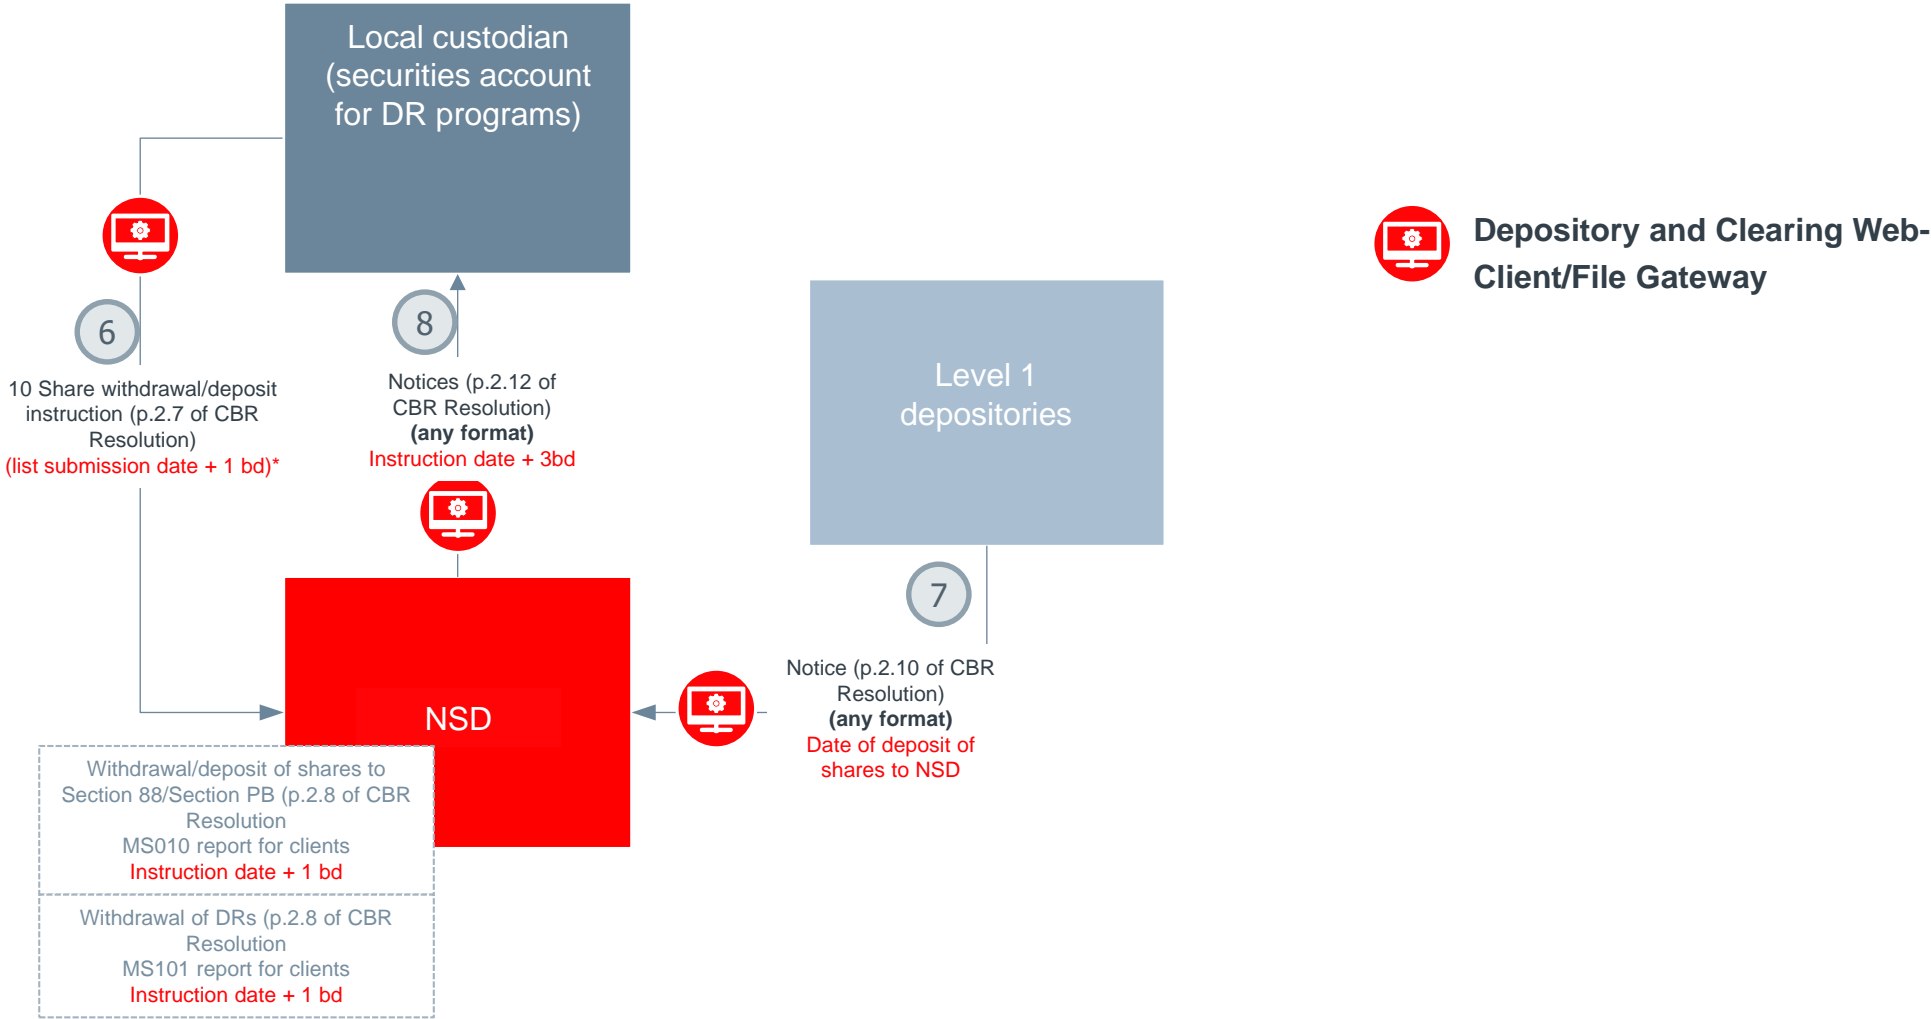 Local custodian
(securities account
for DR programs)
Depository and Clearing Web-
Client/File Gateway
6
8
10 Share withdrawal/deposit
instruction (p.2.7 of CBR
Resolution)
(list submission date + 1 bd)*
Notices (p.2.12 of
CBR Resolution)
(any format)
Instruction date + 3bd
Level 1
depositories
7
Notice (p.2.10 of CBR
Resolution)
(any format)
Date of deposit of
shares to NSD
NSD
Withdrawal/deposit of shares to
Section 88/Section PB (p.2.8 of CBR
Resolution
MS010 report for clients
Instruction date + 1 bd
Withdrawal of DRs (p.2.8 of CBR
Resolution
MS101 report for clients
Instruction date + 1 bd